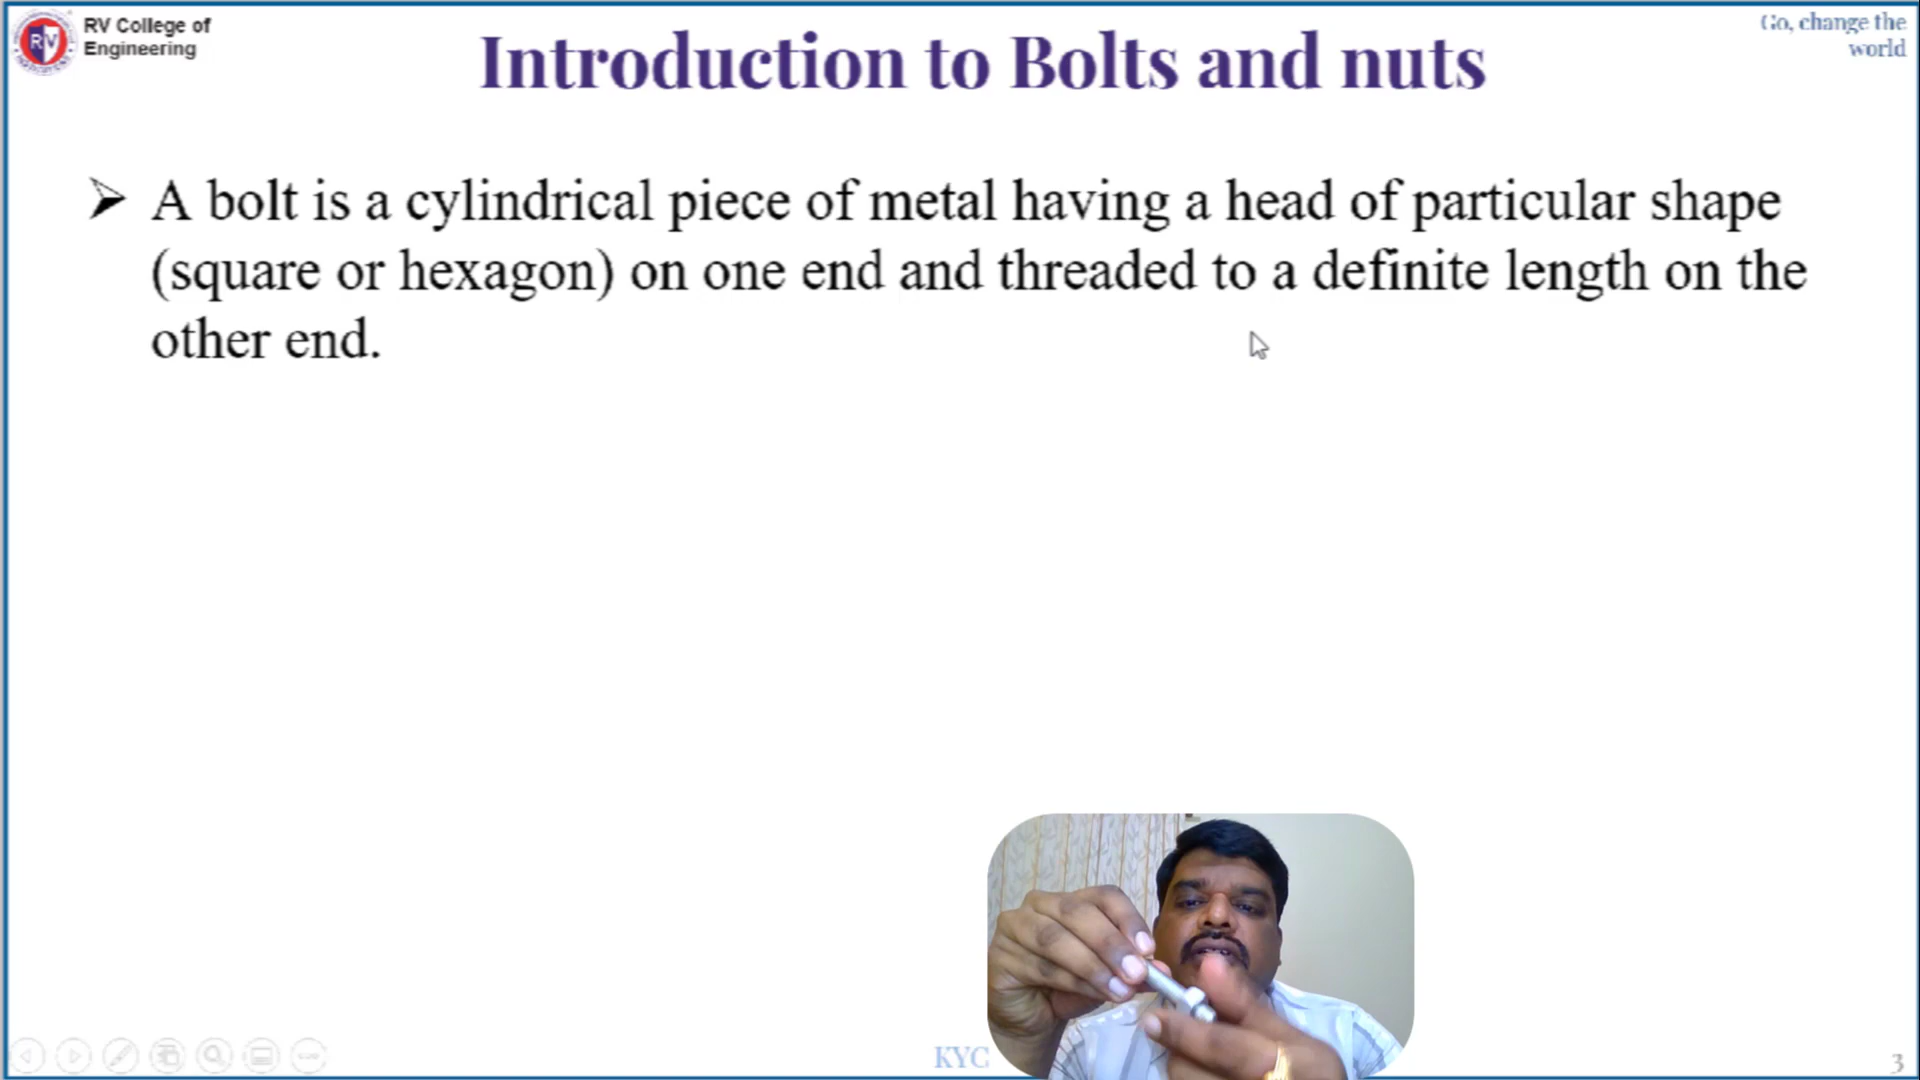 RV College of
Engineering
Go, change the
world
Introduction to Bolts and nuts
A bolt is a cylindrical piece of metal having a head of particular shape
(square or hexagon) on one end and threaded to a definite length on the
other end.
RV
KYC
3